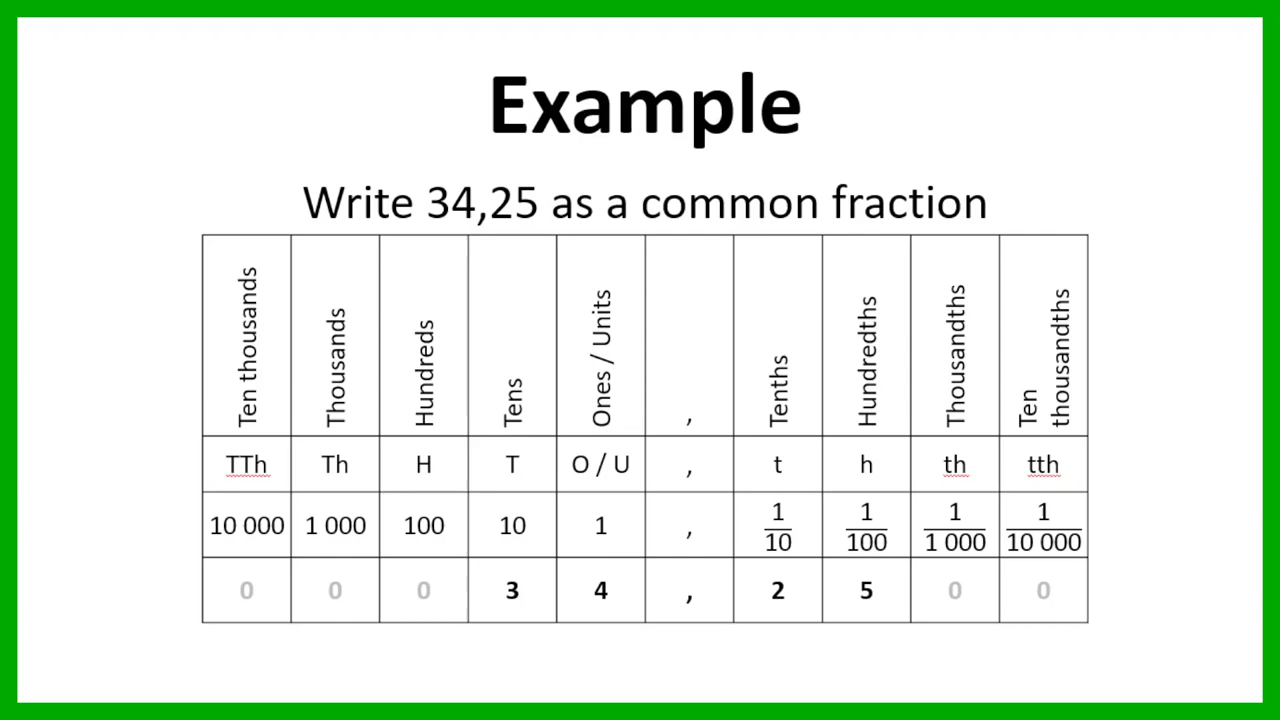 Example
Write 34,25 as a common fraction
Ten thousands
Thousands
Hundreds
Tens
Ones / Units
,
Tenths
Hundredths
Thousandths
Ten
thousandths
TTh Th H T O / U , t h th tth
10 000 1 000 100 10 1 , 1/10 1/100 1/1 000 1/10 000
0 0 0 3 4 , 2 5 0 0